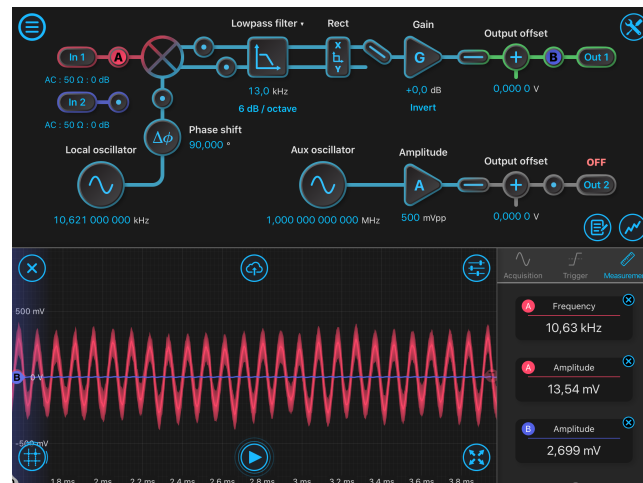 Lowpass filter ▾
Rect
Gain
Output offset
In 1
A
X
Y
G
B
Out 1
AC : 50 Ω : 0 dB
13,0 kHz
+0,0 dB
0,000 0 V
In 2
6 dB / octave
Invert
AC : 50 Ω : 0 dB
Δϕ
Phase shift
90,000 °
Local oscillator
Aux oscillator
Amplitude
Output offset
OFF
A
Out 2
10,621 000 000 kHz
1,000 000 000 000 MHz
500 mVpp
0,000 0 V
Acquisition
Trigger
Measurement
500 mV
A
Frequency
10,63 kHz
B
0 V
A
Amplitude
13,54 mV
B
Amplitude
2,699 mV
-500 mV
1,8 ms
2 ms
2,2 ms
2,4 ms
2,6 ms
2,8 ms
3 ms
3,2 ms
3,4 ms
3,6 ms
3,8 ms